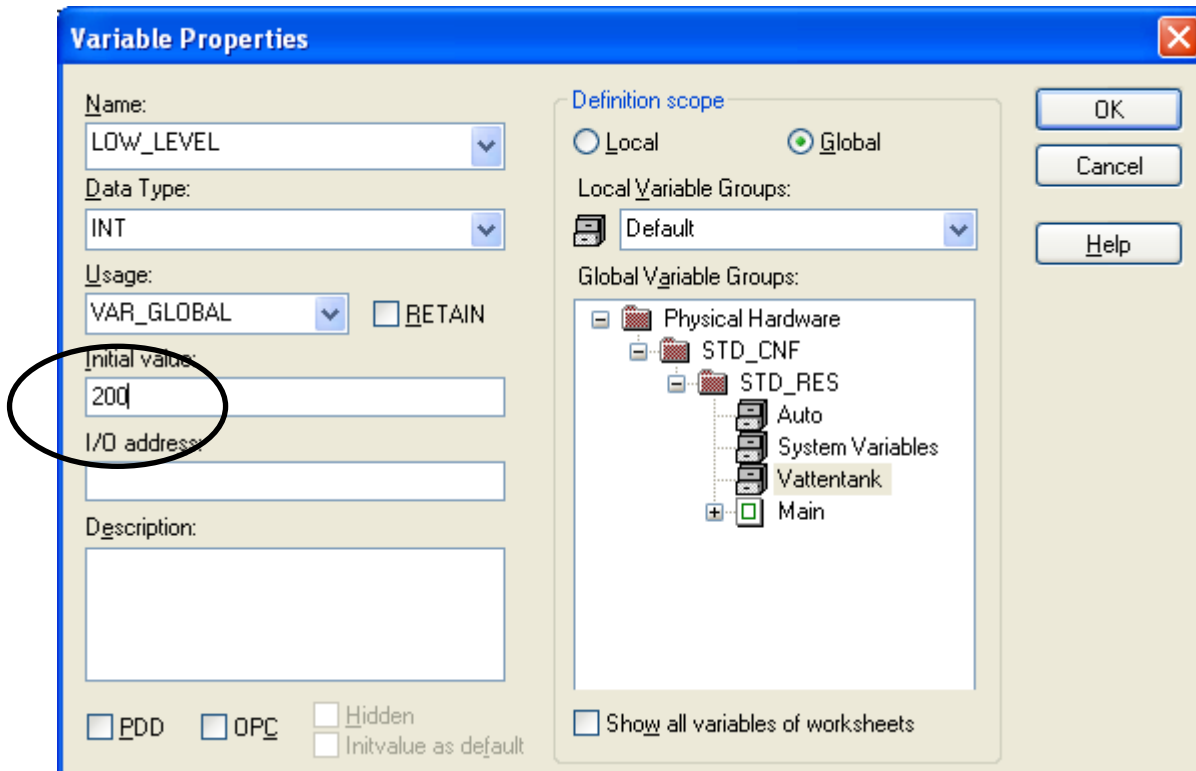 Variable Properties
Name:
LOW_LEVEL
Data Type:
INT
Usage:
VAR_GLOBAL
RETAIN
Initial value:
200
I/O address:
Description:
PDD
OPC
Hidden
Initvalue as default
Definition scope
Local
Global
Local Variable Groups:
Default
Global Variable Groups:
Physical Hardware
STD_CNF
STD_RES
Auto
System Variables
Vattentank
Main
Show all variables of worksheets
OK
Cancel
Help